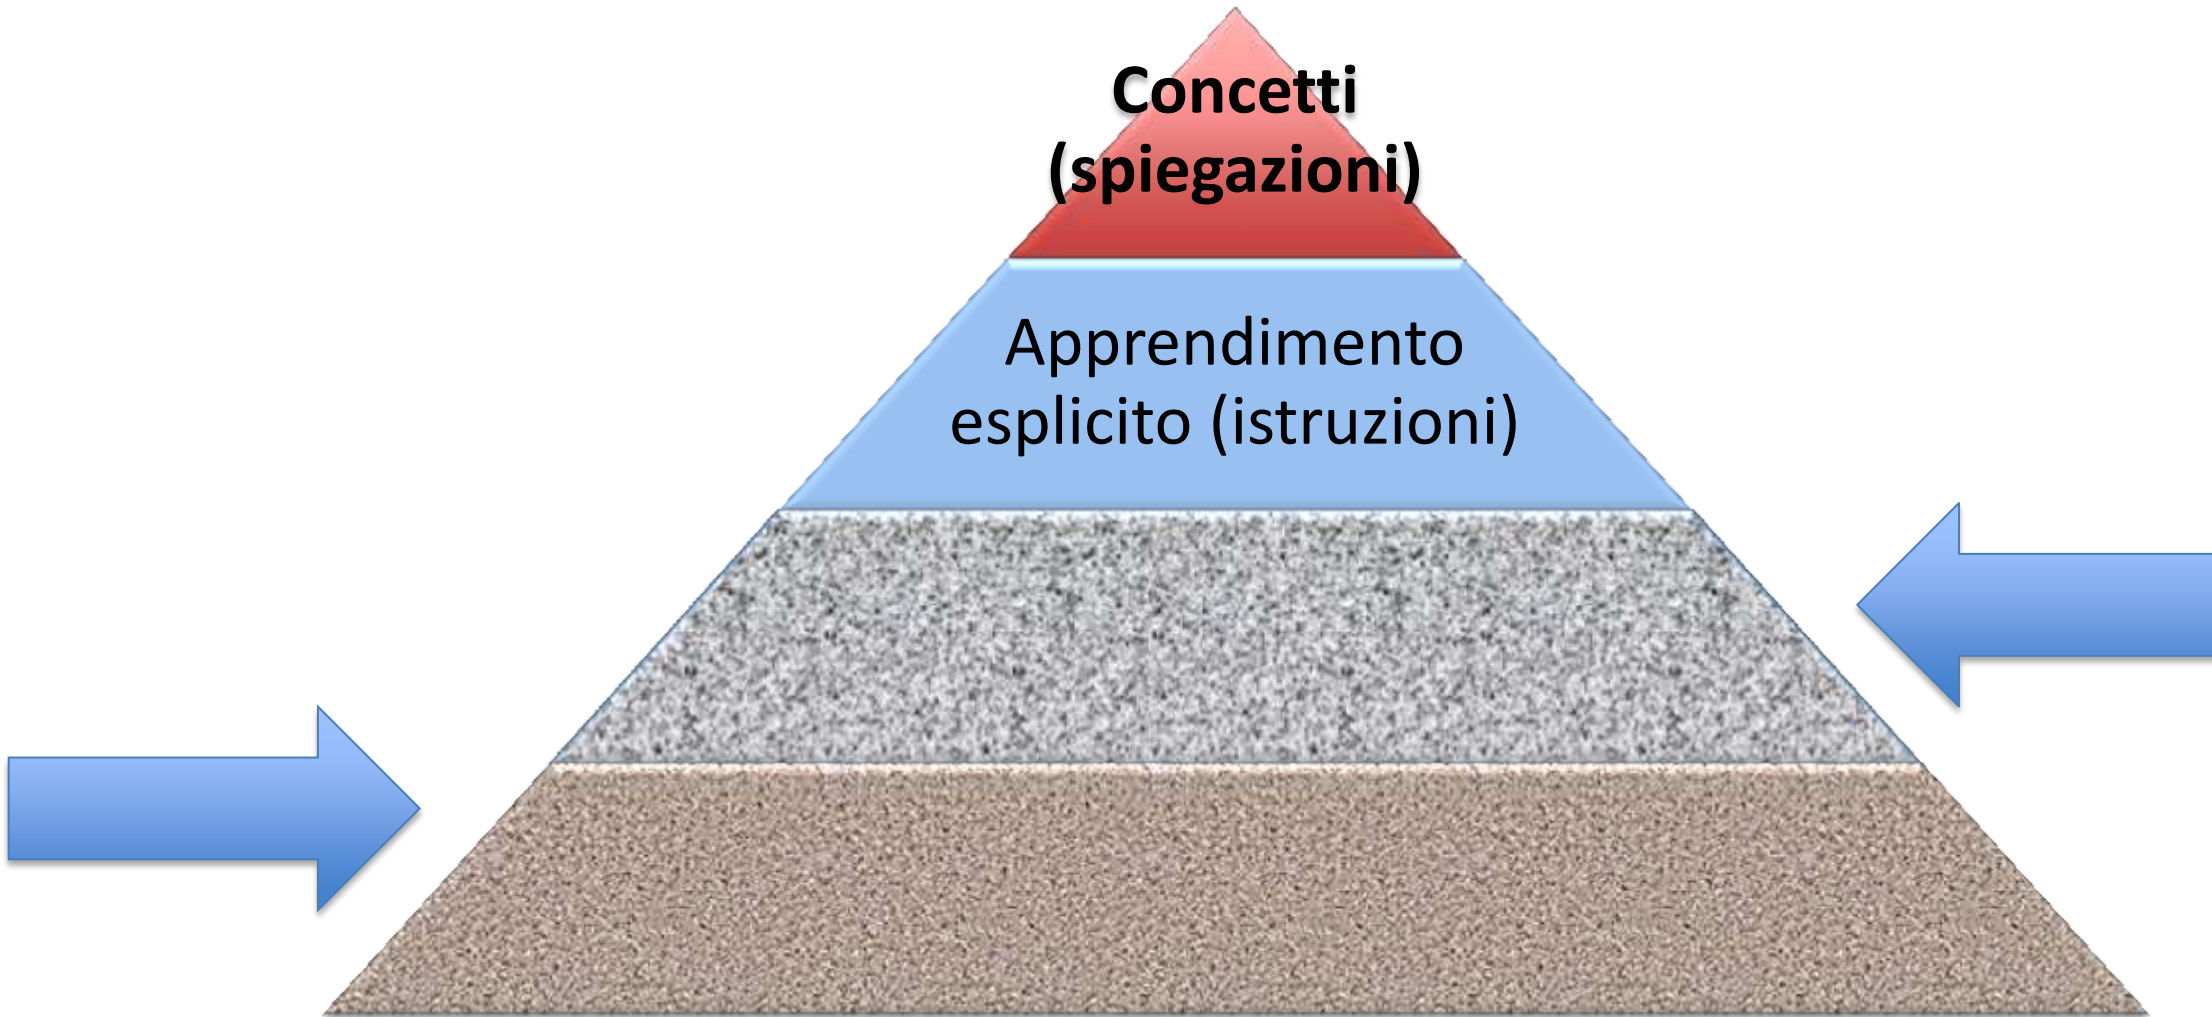 Concetti
(spiegazioni)
Apprendimento
esplicito (istruzioni)